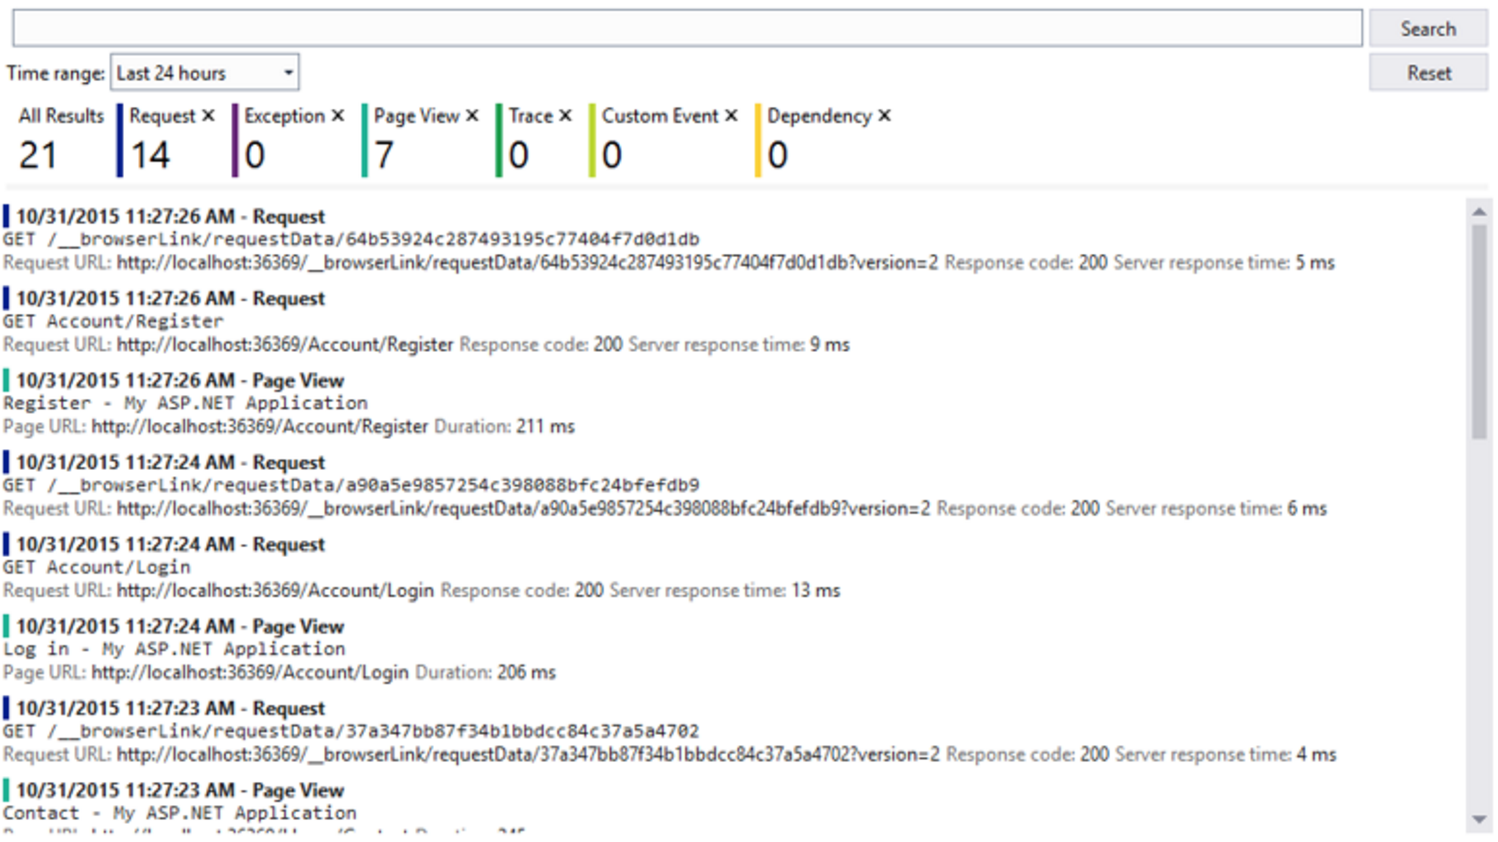 Search
Time range: Last 24 hours Reset
All Results Request × Exception × Page View × Trace × Custom Event × Dependency ×
21 14 0 7 0 0 0
10/31/2015 11:27:26 AM - Request
GET /__browserLink/requestData/64b53924c287493195c77404f7d0d1db
Request URL: http://localhost:36369/__browserLink/requestData/64b53924c287493195c77404f7d0d1db?version=2 Response code: 200 Server response time: 5 ms
10/31/2015 11:27:26 AM - Request
GET Account/Register
Request URL: http://localhost:36369/Account/Register Response code: 200 Server response time: 9 ms
10/31/2015 11:27:26 AM - Page View
Register - My ASP.NET Application
Page URL: http://localhost:36369/Account/Register Duration: 211 ms
10/31/2015 11:27:24 AM - Request
GET /__browserLink/requestData/a90a5e9857254c398088bfc24bfefdb9
Request URL: http://localhost:36369/__browserLink/requestData/a90a5e9857254c398088bfc24bfefdb9?version=2 Response code: 200 Server response time: 6 ms
10/31/2015 11:27:24 AM - Request
GET Account/Login
Request URL: http://localhost:36369/Account/Login Response code: 200 Server response time: 13 ms
10/31/2015 11:27:24 AM - Page View
Log in - My ASP.NET Application
Page URL: http://localhost:36369/Account/Login Duration: 206 ms
10/31/2015 11:27:23 AM - Request
GET /__browserLink/requestData/37a347bb87f34b1bbdcc84c37a5a4702
Request URL: http://localhost:36369/__browserLink/requestData/37a347bb87f34b1bbdcc84c37a5a4702?version=2 Response code: 200 Server response time: 4 ms
10/31/2015 11:27:23 AM - Page View
Contact - My ASP.NET Application